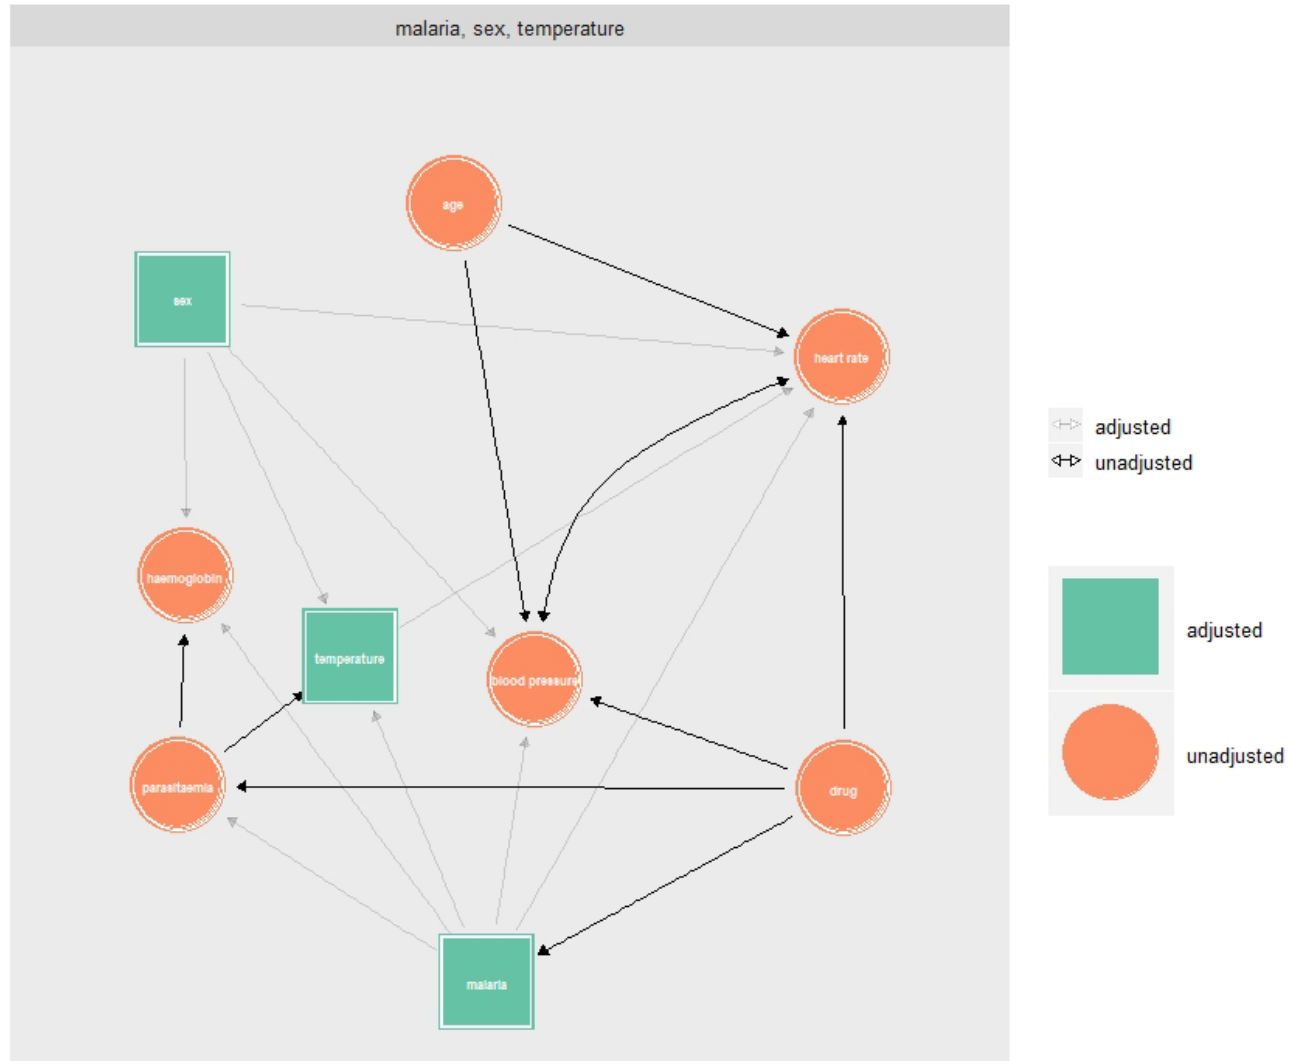 malaria, sex, temperature
age
sex
heart rate
haemoglobin
temperature
blood pressure
parasitaemia
drug
malaria
adjusted
unadjusted
adjusted
unadjusted